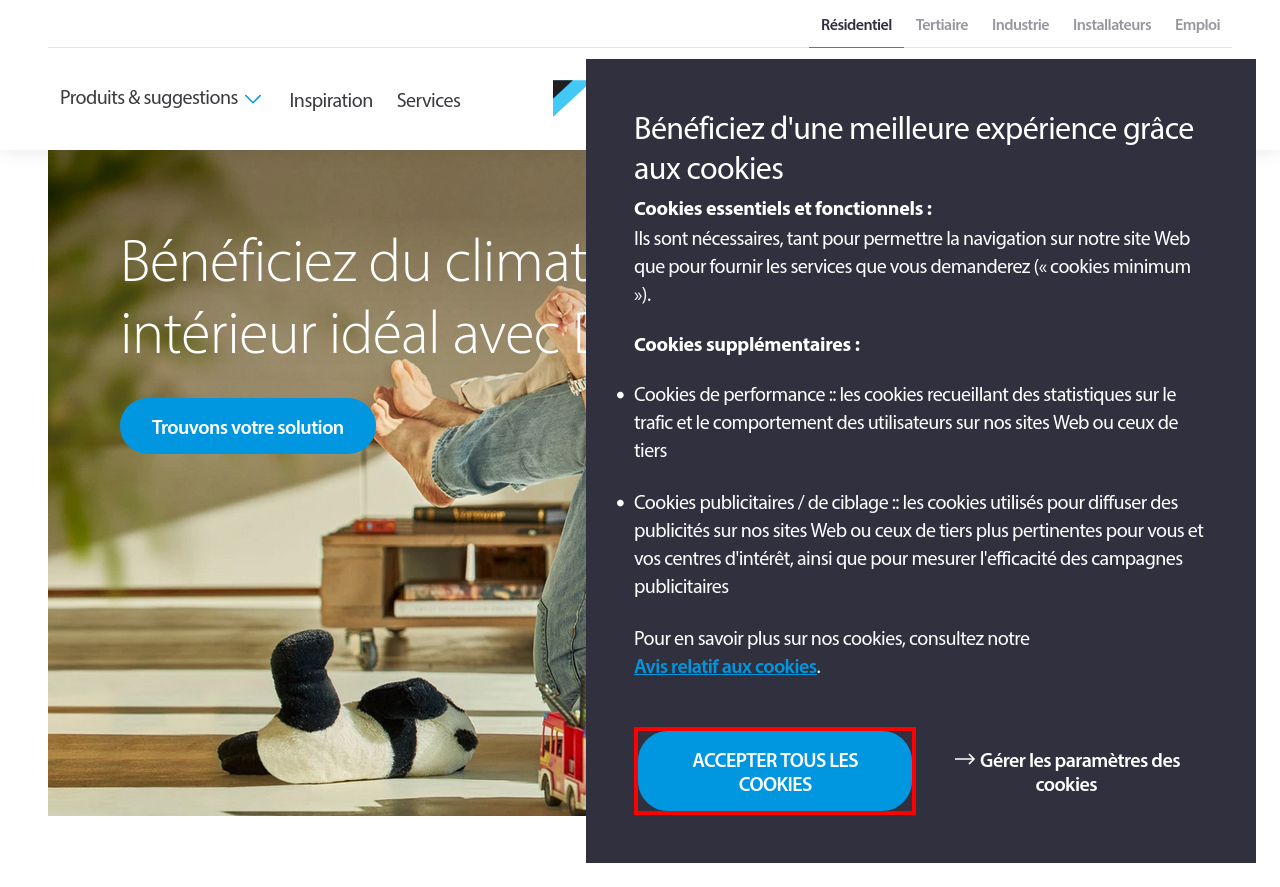 Résidentiel
Tertiaire
Industrie
Installateurs
Emploi
Produits & suggestions
Inspiration
Services
Bénéficiez du climat
intérieur idéal avec
Trouvons votre solution
Bénéficiez d'une meilleure expérience grâce
aux cookies
Cookies essentiels et fonctionnels :
Ils sont nécessaires, tant pour permettre la navigation sur notre site Web
que pour fournir les services que vous demanderez (« cookies minimum
»).
Cookies supplémentaires :
Cookies de performance :: les cookies recueillant des statistiques sur le
trafic et le comportement des utilisateurs sur nos sites Web ou ceux de
tiers
Cookies publicitaires / de ciblage :: les cookies utilisés pour diffuser des
publicités sur nos sites Web ou ceux de tiers plus pertinentes pour vous et
vos centres d'intérêt, ainsi que pour mesurer l'efficacité des campagnes
publicitaires
Pour en savoir plus sur nos cookies, consultez notre
Avis relatif aux cookies.
ACCEPTER TOUS LES
COOKIES
Gérer les paramètres des
cookies